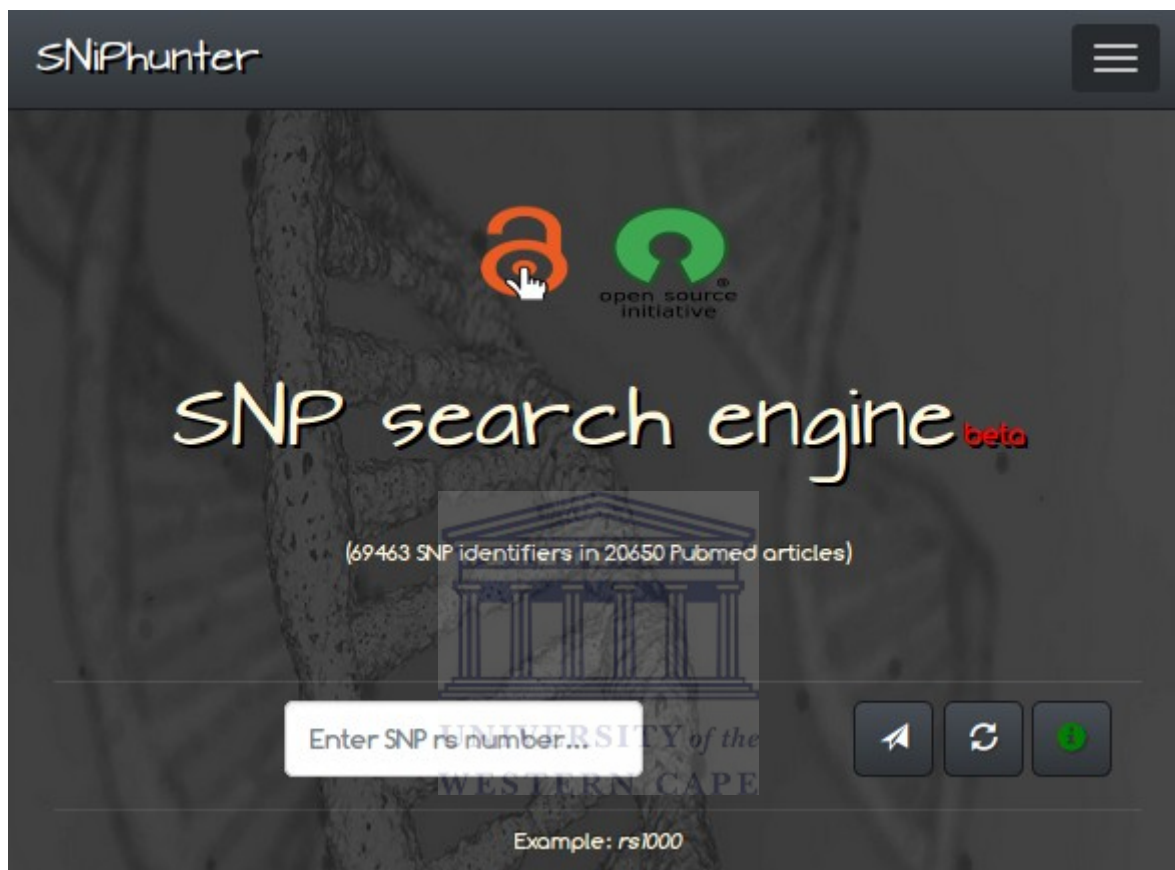 SNiPhunter
open source
initiative
®
SNP search engine beta
(69463 SNP identifiers in 20650 Pubmed articles)
Enter SNP rs number...
UNIVERSITY of the
WESTERN CAPE
Example: rs1000